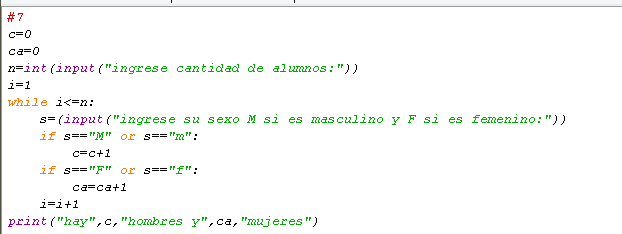 #7
c=0
ca=0
n=int(input("ingrese cantidad de alumnos:"))
i=1
while i<=n:
    s=(input("ingrese su sexo M si es masculino y F si es femenino:"))
    if s=="M" or s=="m":
        c=c+1
    if s=="F" or s=="f":
        ca=ca+1
    i=i+1
print("hay",c,"hombres y",ca,"mujeres")